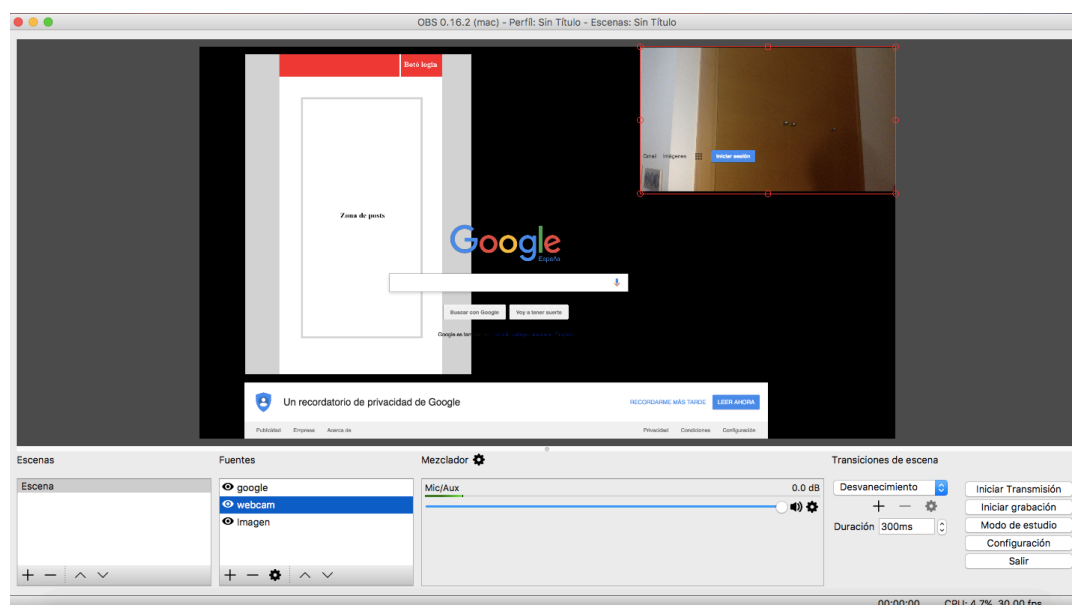 OBS 0.16.2 (mac) - Perfil: Sin Título - Escenas: Sin Título
Botó login
Gmail Imágenes Iniciar sesión
Zona de posts
Google
España
Buscar con Google Voy a tener suerte
Google es
Un recordatorio de privacidad de Google RECORDARME MÁS TARDE LEER AHORA
Publicidad Empresa Acerca de Privacidad Condiciones Configuración
Escenas Fuentes Mezclador Transiciones de escena
Escena
google
webcam
Imagen
Mic/Aux 0.0 dB
Desvanecimiento
Duración 300ms
Iniciar Transmisión
Iniciar grabación
Modo de estudio
Configuración
Salir
00:00:00 CPU: 4.7%, 30.00 fps